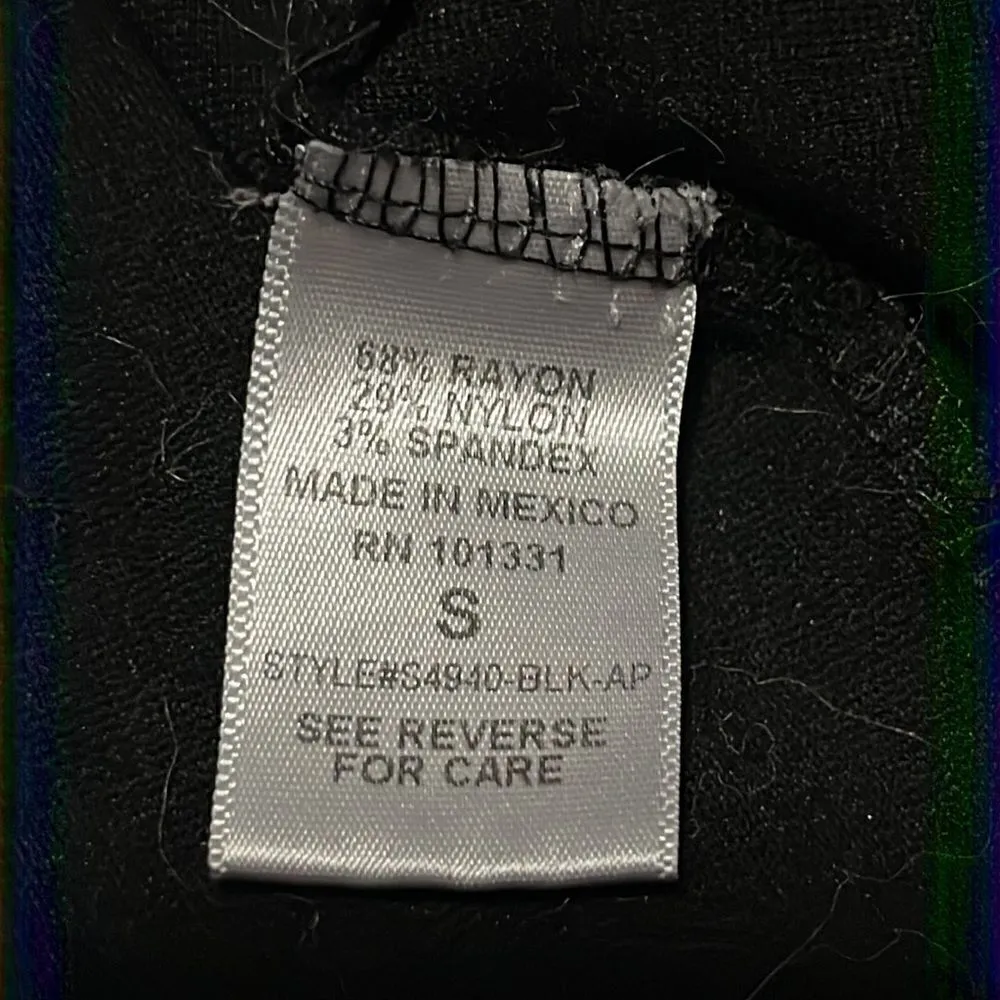 68% RAYON
29% NYLON
3% SPANDEX
MADE IN MEXICO
RN 101331
S
STYLE#S4940-BLK-AP
SEE REVERSE
FOR CARE